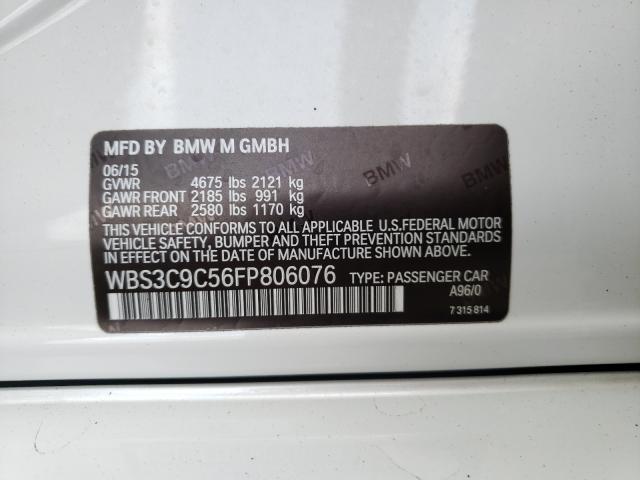 MFD BY BMW M GMBH
06/15
GVWR 4675 lbs 2121 kg
GAWR FRONT 2185 lbs 991 kg
GAWR REAR 2580 lbs 1170 kg
THIS VEHICLE CONFORMS TO ALL APPLICABLE U.S.FEDERAL MOTOR
VEHICLE SAFETY, BUMPER AND THEFT PREVENTION STANDARDS
IN EFFECT ON THE DATE OF MANUFACTURE SHOWN ABOVE.
WBS3C9C56FP806076 TYPE: PASSENGER CAR
A96/0
7 315 814